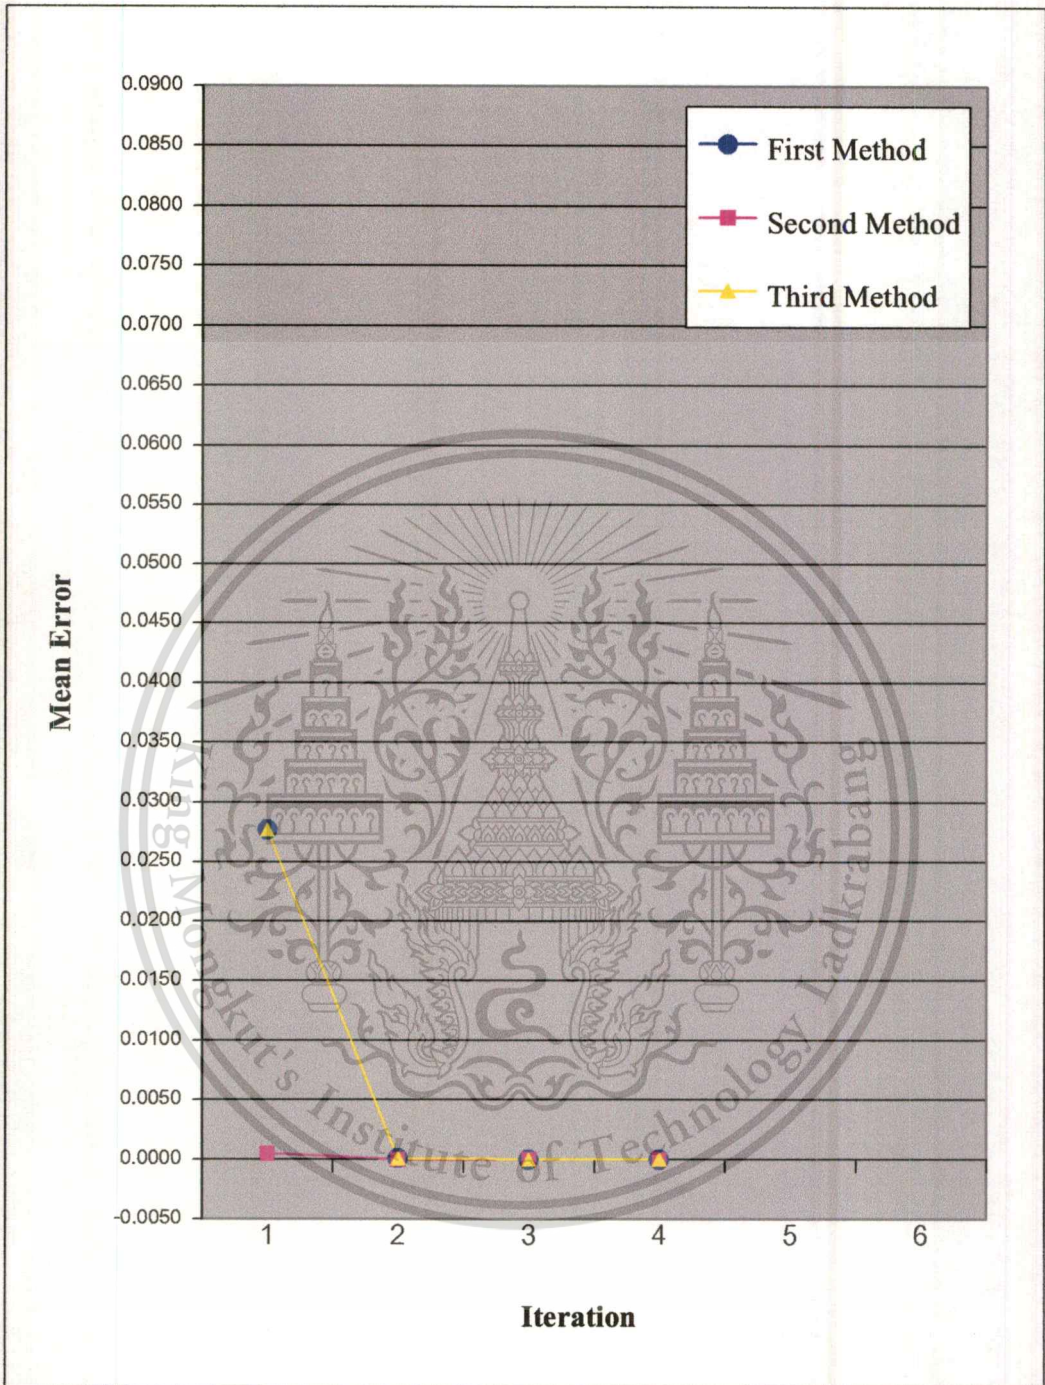 0.0900
0.0850
0.0800
0.0750
0.0700
0.0650
0.0600
0.0550
0.0500
0.0450
0.0400
0.0350
0.0300
0.0250
0.0200
0.0150
0.0100
0.0050
0.0000
-0.0050
Mean Error
First Method
Second Method
Third Method
King Mongkut's Institute of Technology Ladkrabang
1 2 3 4 5 6
Iteration